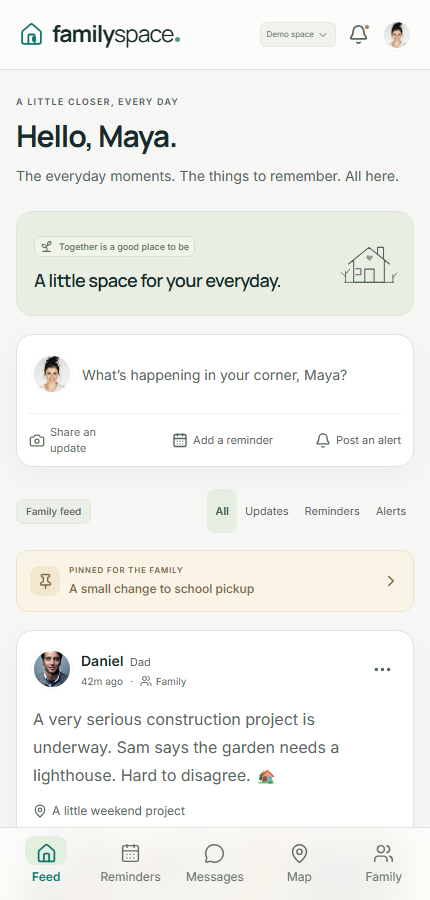 familyspace.
Demo space
A LITTLE CLOSER, EVERY DAY
Hello, Maya.
The everyday moments. The things to remember. All here.
Together is a good place to be
A little space for your everyday.
What's happening in your corner, Maya?
Share an
update
Add a reminder
Post an alert
Family feed
All
Updates
Reminders
Alerts
PINNED FOR THE FAMILY
A small change to school pickup
Daniel Dad
42m ago · Family
A very serious construction project is
underway. Sam says the garden needs a
lighthouse. Hard to disagree. 🏡
A little weekend project
Feed
Reminders
Messages
Map
Family